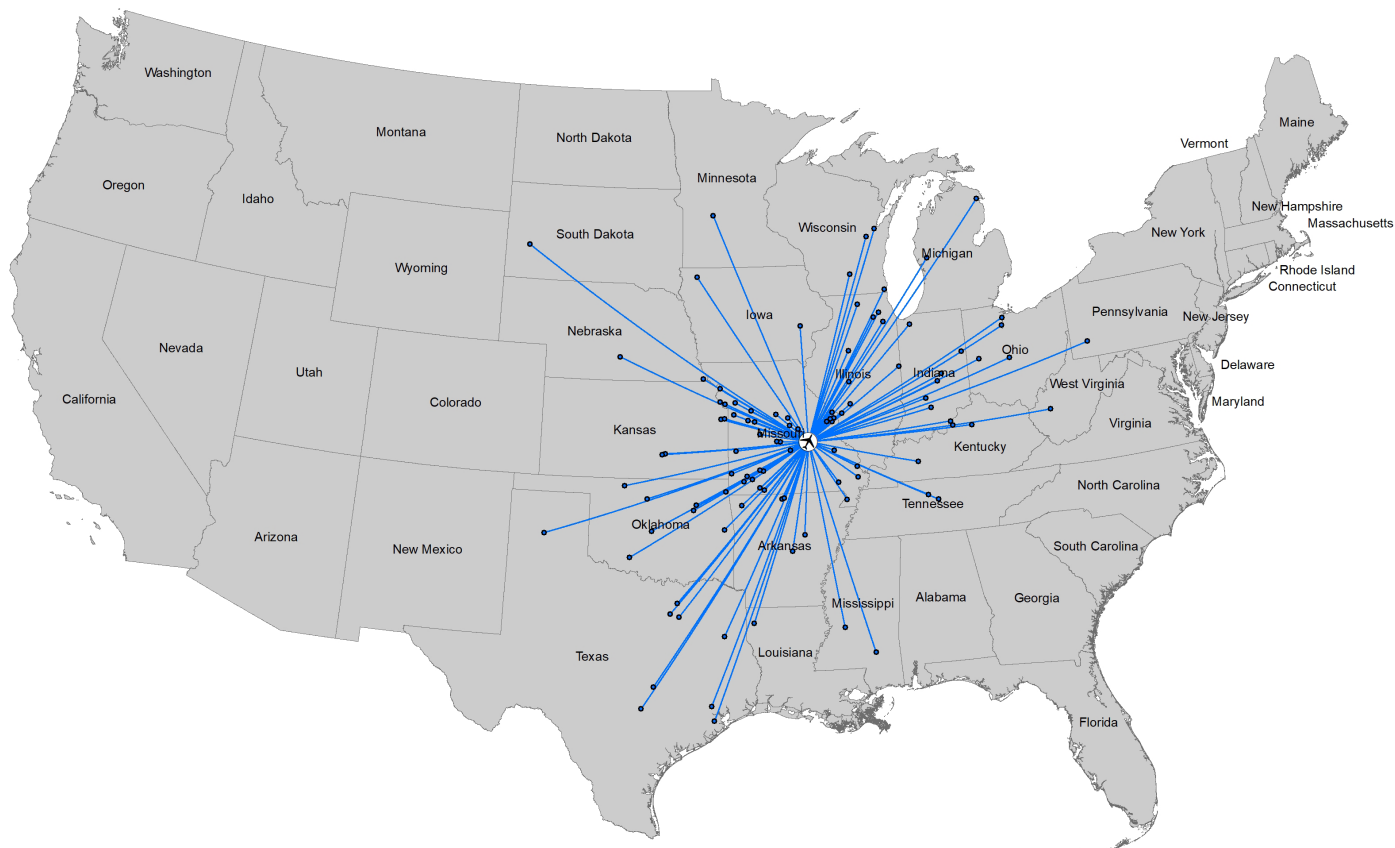 Washington
Montana
North Dakota
Minnesota
Maine
Vermont
Oregon
Idaho
South Dakota
Wisconsin
New Hampshire
Massachusetts
New York
Michigan
Wyoming
Rhode Island
Connecticut
Iowa
Pennsylvania
New Jersey
Nebraska
Nevada
Ohio
Delaware
Utah
Illinois
Indiana
West Virginia
California
Colorado
Maryland
Kansas
Missouri
Kentucky
Virginia
North Carolina
Tennessee
Oklahoma
Arizona
New Mexico
Arkansas
South Carolina
Mississippi
Alabama
Georgia
Texas
Louisiana
Florida